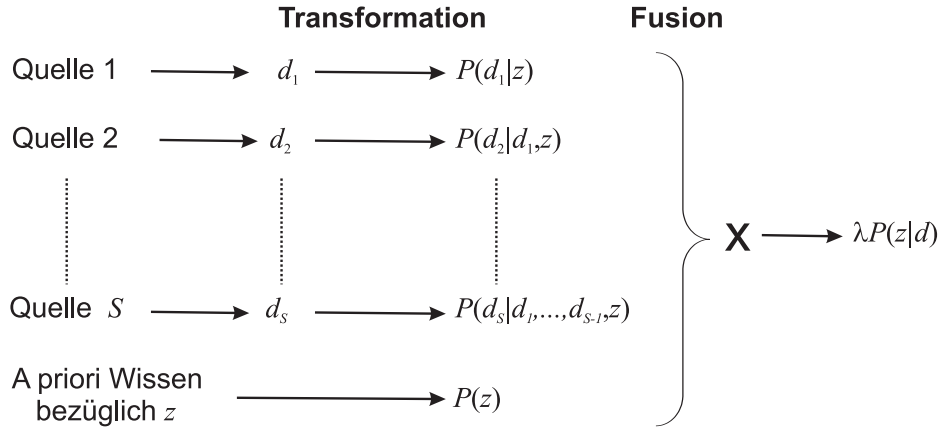 Transformation Fusion
Quelle 1 d₁ P(d₁|z)
Quelle 2 d₂ P(d₂|d₁,z)
X λP(z|d)
Quelle S d_S P(d_S|d₁,...,d_{S-1},z)
A priori Wissen
bezüglich z P(z)